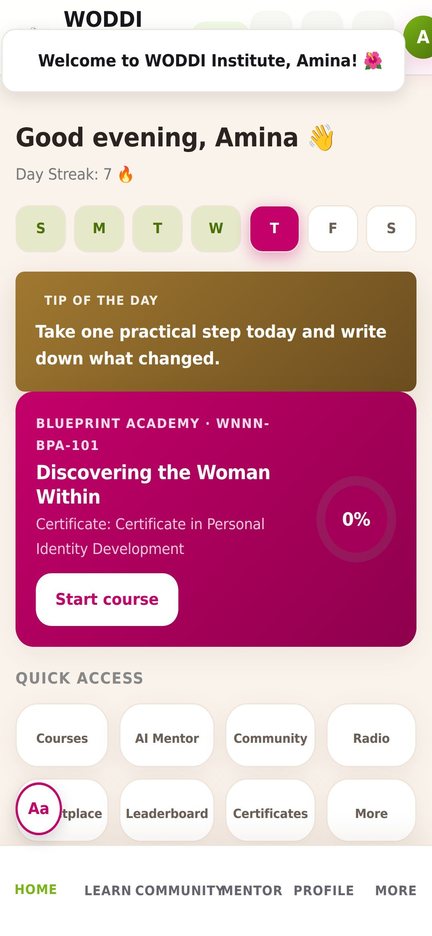 WODDI
A
Welcome to WODDI Institute, Amina! 🌺
Good evening, Amina 👋
Day Streak: 7 🔥
S M T W T F S
TIP OF THE DAY
Take one practical step today and write
down what changed.
BLUEPRINT ACADEMY · WNNN-
BPA-101
Discovering the Woman
Within
Certificate: Certificate in Personal
Identity Development
0%
Start course
QUICK ACCESS
Courses AI Mentor Community Radio
Aa tplace Leaderboard Certificates More
HOME LEARN COMMUNITY MENTOR PROFILE MORE